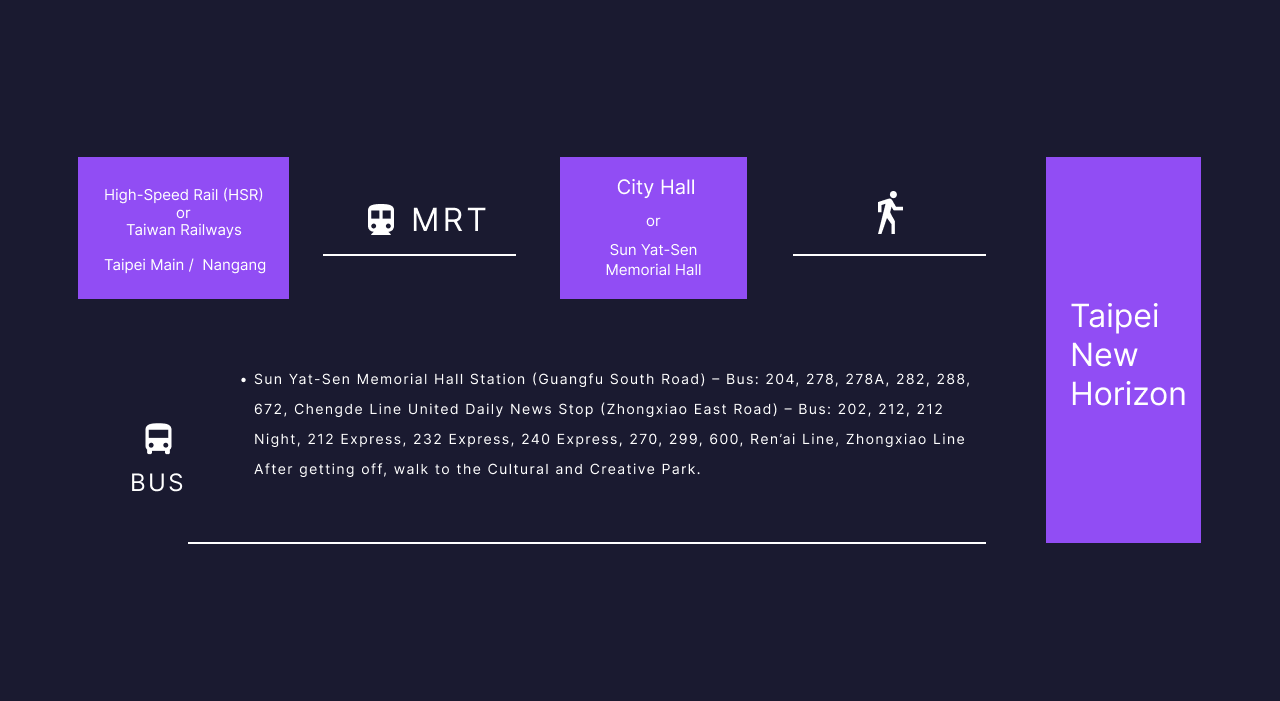 High-Speed Rail (HSR)
or
Taiwan Railways
Taipei Main / Nangang
MRT
City Hall
or
Sun Yat-Sen
Memorial Hall
Taipei
New
Horizon
• Sun Yat-Sen Memorial Hall Station (Guangfu South Road) – Bus: 204, 278, 278A, 282, 288,
672, Chengde Line United Daily News Stop (Zhongxiao East Road) – Bus: 202, 212, 212
Night, 212 Express, 232 Express, 240 Express, 270, 299, 600, Ren’ai Line, Zhongxiao Line
After getting off, walk to the Cultural and Creative Park.
BUS